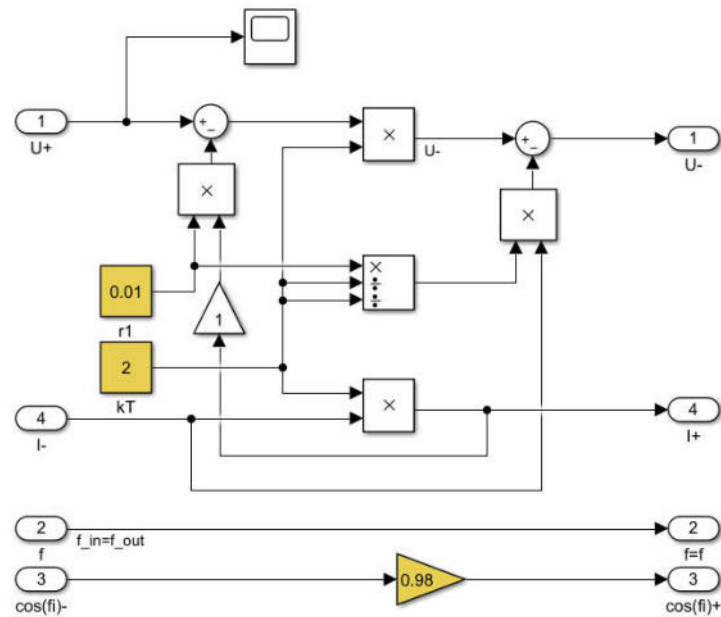 1
U+
+
−
×
U-
+
−
1
U-
×
×
0.01
r1
×
÷
÷
1
2
kT
4
I-
×
4
I+
2
f
f_in=f_out
2
f=f
3
cos(fi)-
0.98
3
cos(fi)+